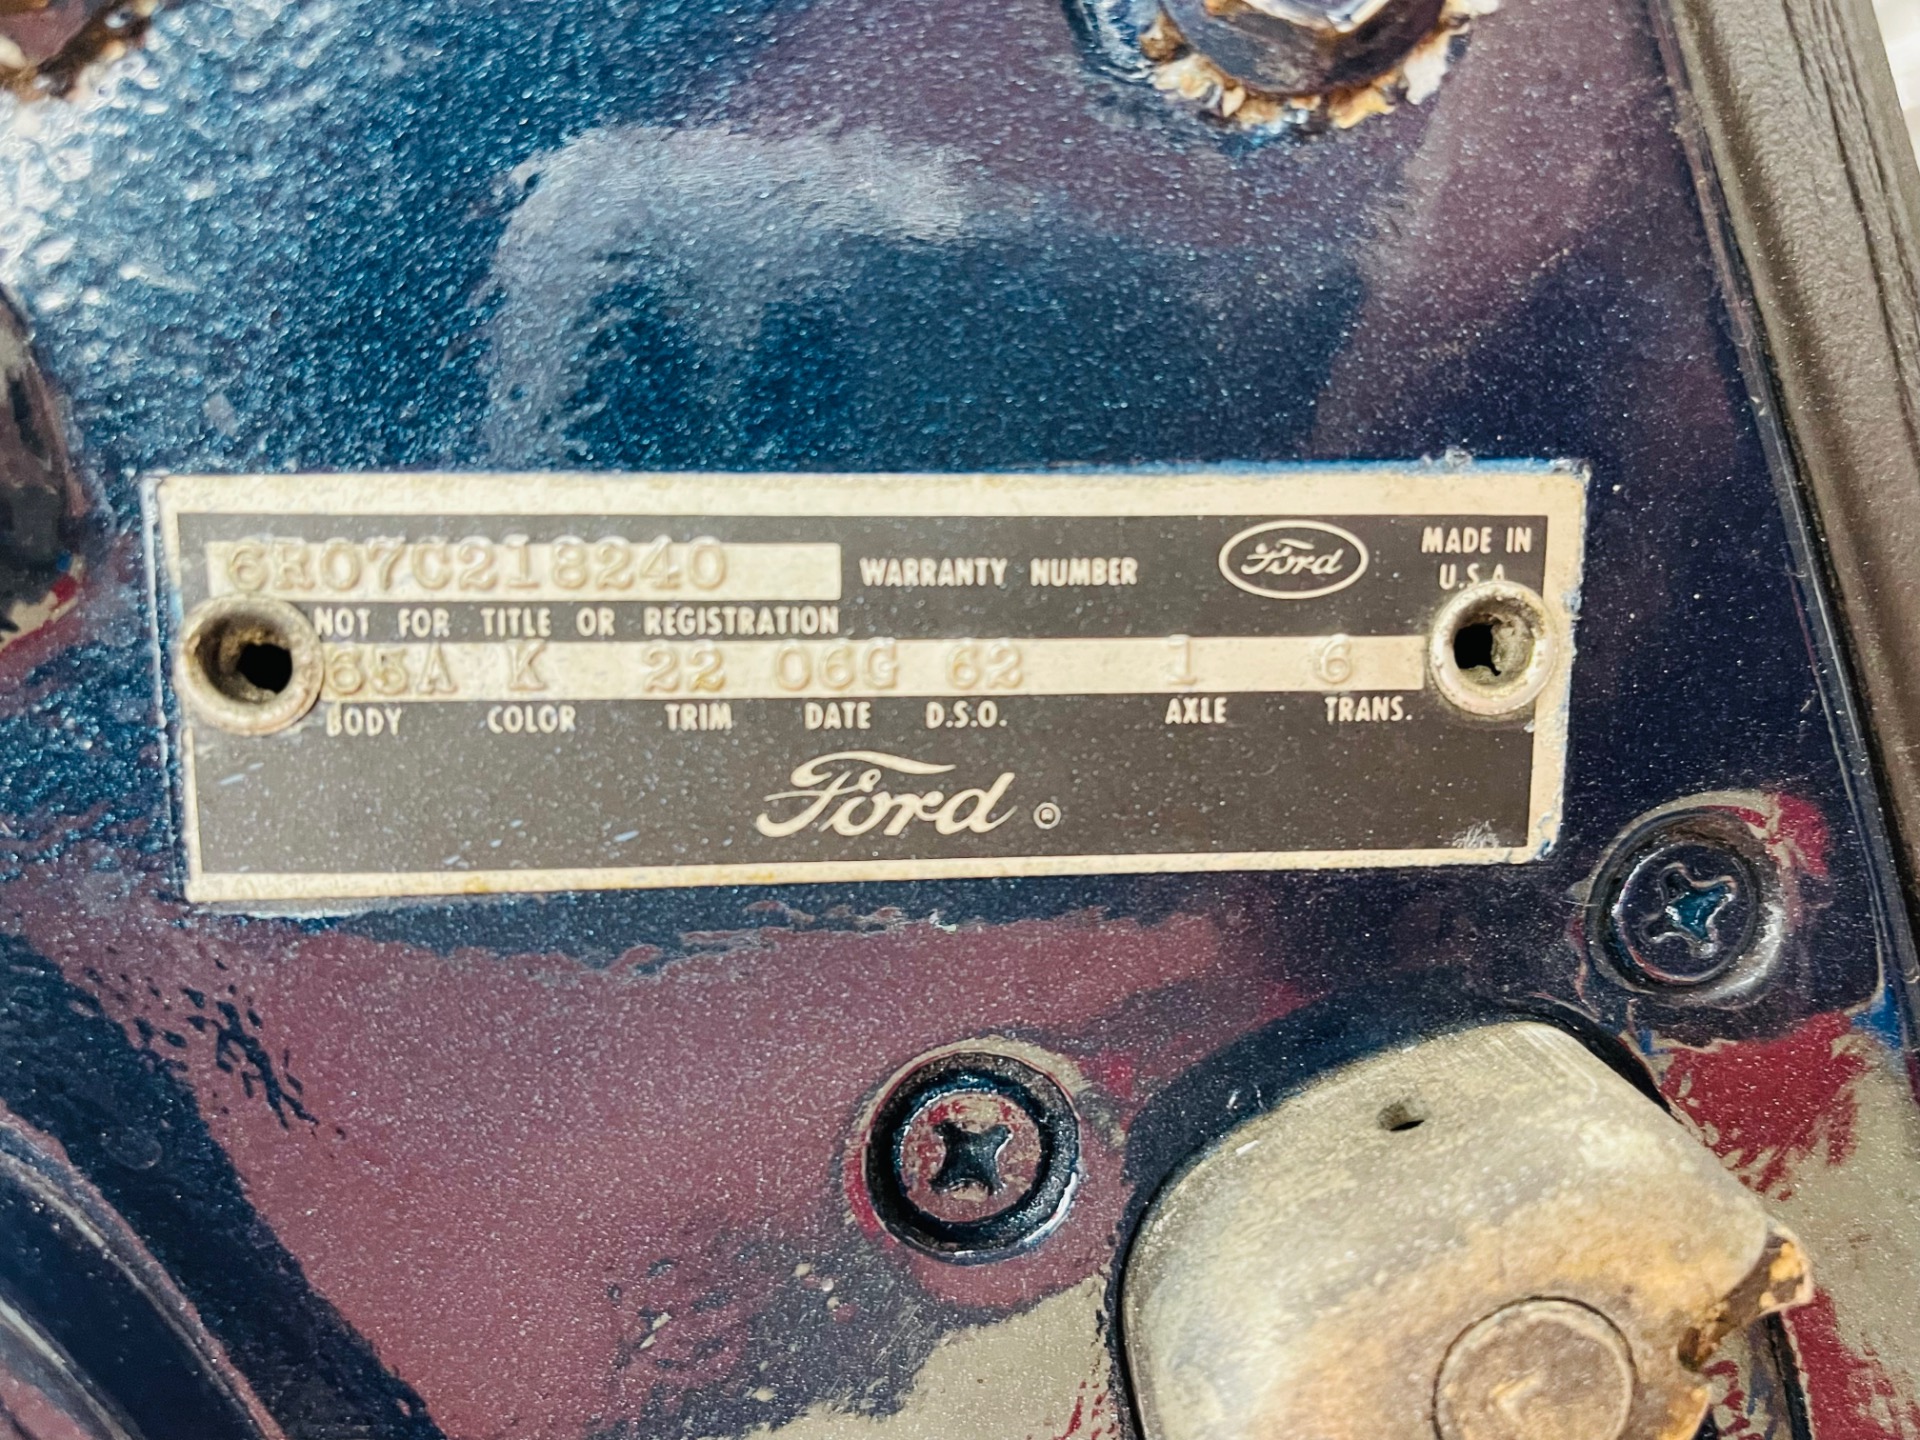 6R07C218240 WARRANTY NUMBER Ford MADE IN
U.S.A
NOT FOR TITLE OR REGISTRATION
65A K 22 06G 62 1 6
BODY COLOR TRIM DATE D.S.O. AXLE TRANS.
Ford ®